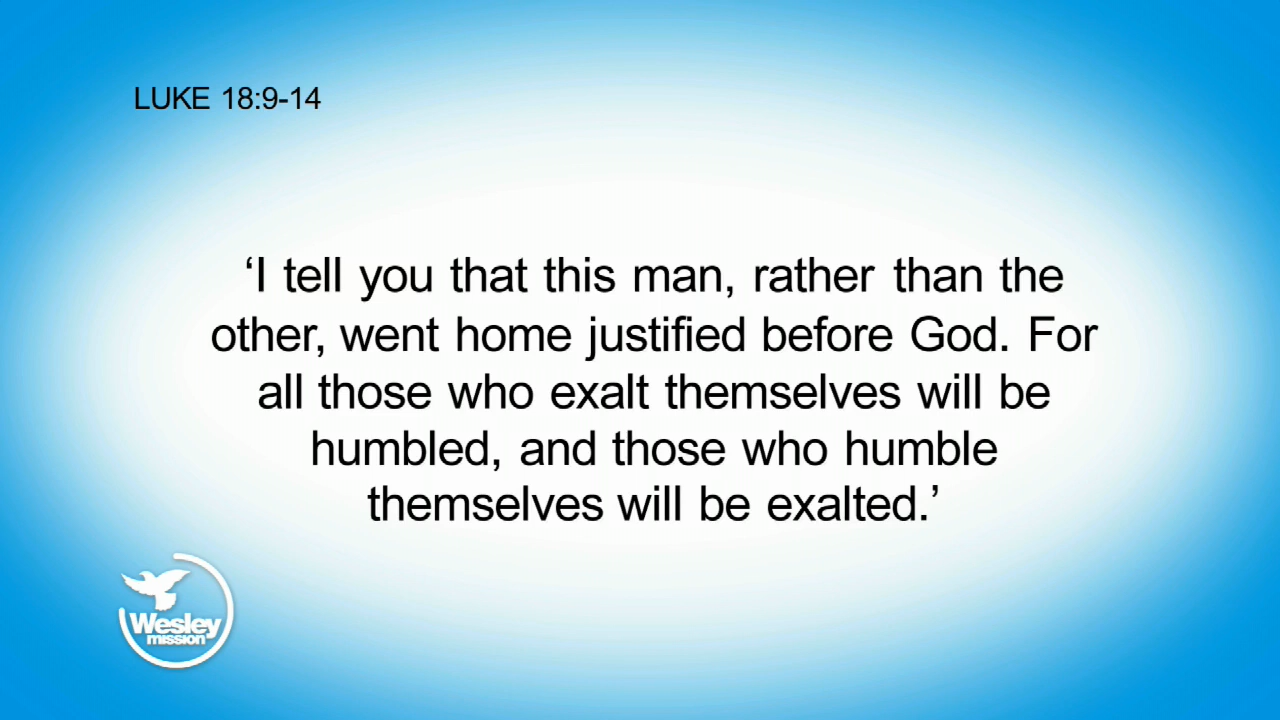 LUKE 18:9-14
‘I tell you that this man, rather than the
other, went home justified before God. For
all those who exalt themselves will be
humbled, and those who humble
themselves will be exalted.’
Wesley
mission